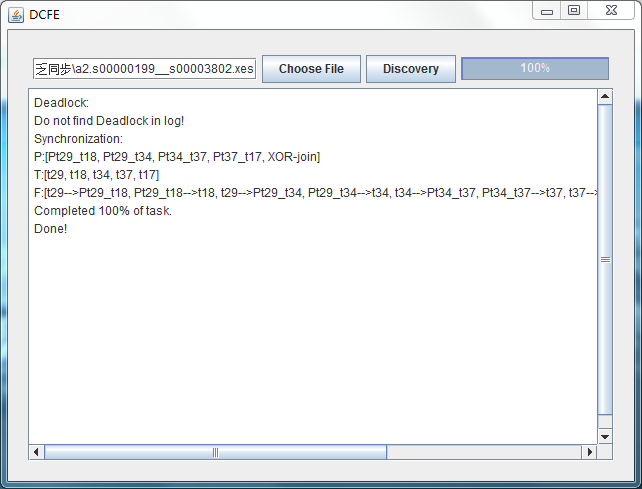 DCFE
乏同步\a2.s00000199__s00003802.xes
Choose File
Discovery
100%
Deadlock:
Do not find Deadlock in log!
Synchronization:
P:[Pt29_t18, Pt29_t34, Pt34_t37, Pt37_t17, XOR-join]
T:[t29, t18, t34, t37, t17]
F:[t29-->Pt29_t18, Pt29_t18-->t18, t29-->Pt29_t34, Pt29_t34-->t34, t34-->Pt34_t37, Pt34_t37-->t37, t37-->
Completed 100% of task.
Done!